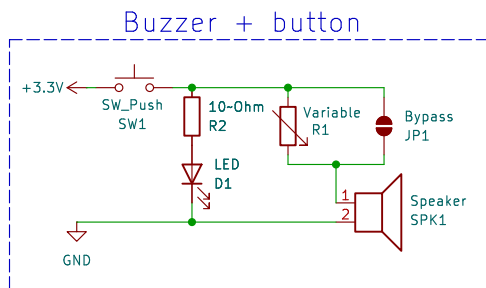 Buzzer + button
+3.3V
SW_Push
SW1
10~Ohm
R2
Variable
R1
Bypass
JP1
LED
D1
1
2
Speaker
SPK1
GND